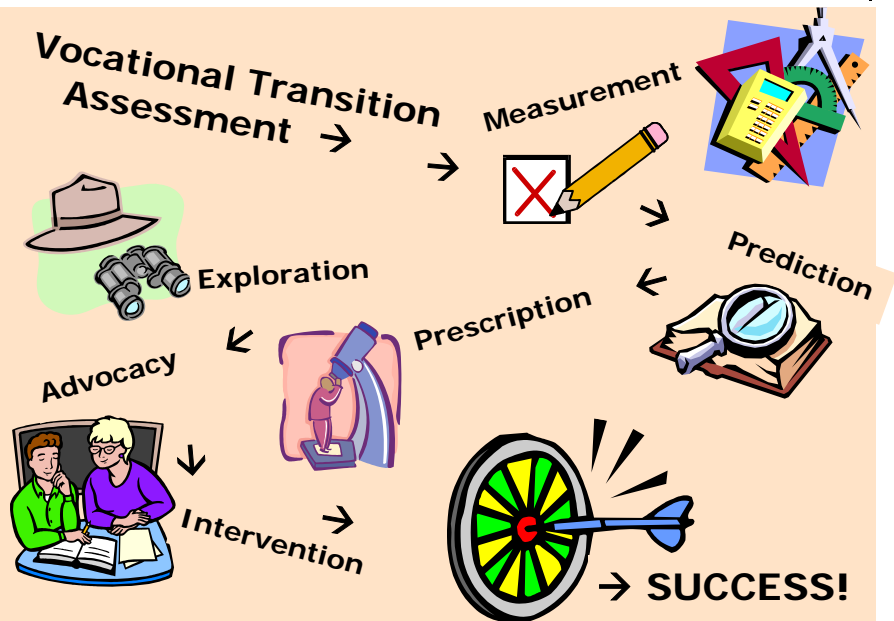 Vocational Transition
Assessment →
→
Measurement
→
Prediction
←
Prescription
Exploration
↙
Advocacy
↓
Intervention →
→ SUCCESS!